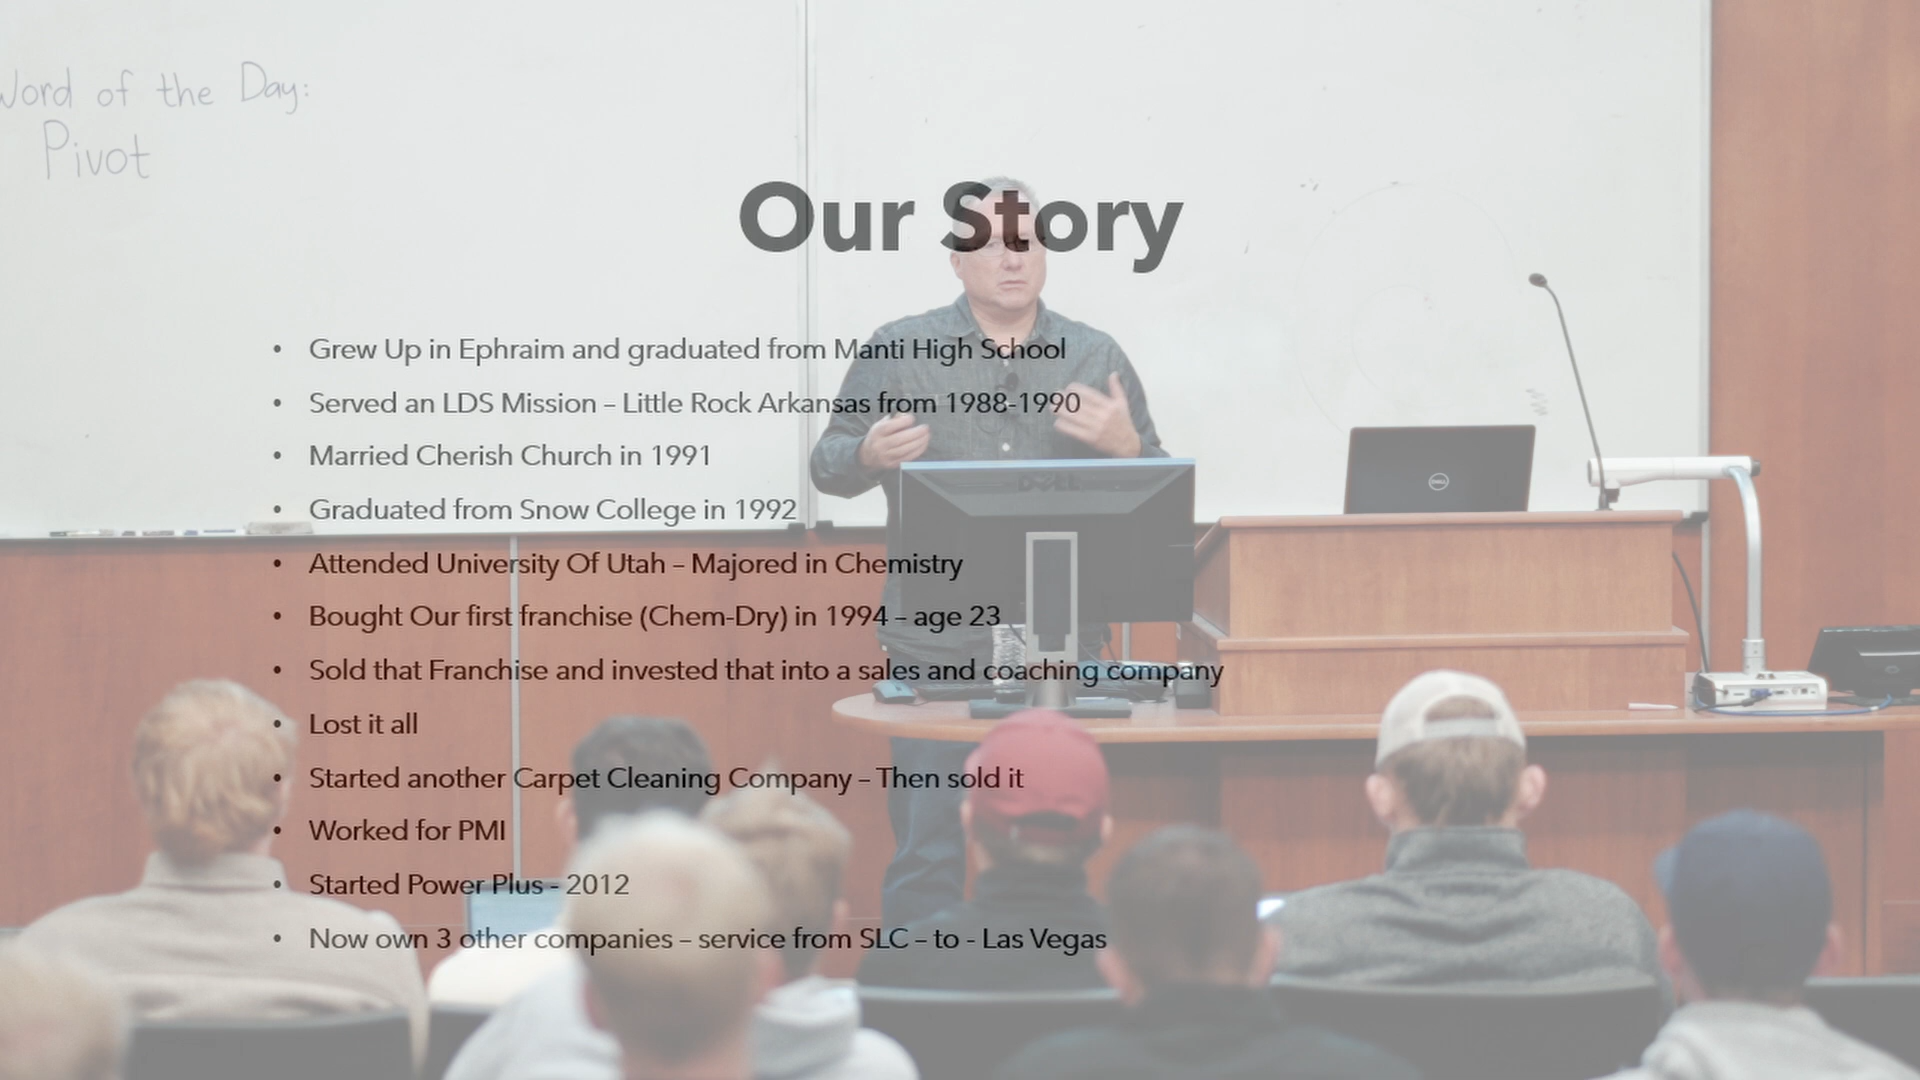 Word of the Day:
Pivot
Our Story
• Grew Up in Ephraim and graduated from Manti High School
• Served an LDS Mission – Little Rock Arkansas from 1988-1990
• Married Cherish Church in 1991
• Graduated from Snow College in 1992
• Attended University Of Utah – Majored in Chemistry
• Bought Our first franchise (Chem-Dry) in 1994 – age 23
• Sold that Franchise and invested that into a sales and coaching company
• Lost it all
• Started another Carpet Cleaning Company – Then sold it
• Worked for PMI
• Started Power Plus - 2012
• Now own 3 other companies – service from SLC – to - Las Vegas
DELL
DELL